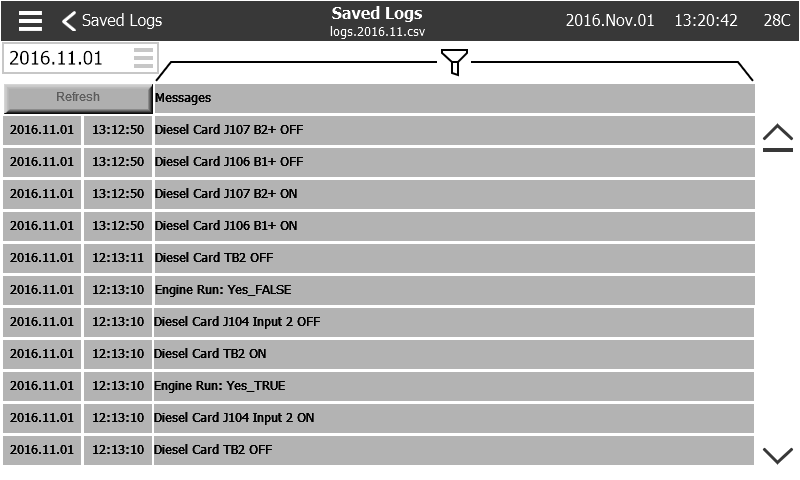 Saved Logs Saved Logs 2016.Nov.01 13:20:42 28C
logs.2016.11.csv
2016.11.01
Refresh Messages
2016.11.01 13:12:50 Diesel Card J107 B2+ OFF
2016.11.01 13:12:50 Diesel Card J106 B1+ OFF
2016.11.01 13:12:50 Diesel Card J107 B2+ ON
2016.11.01 13:12:50 Diesel Card J106 B1+ ON
2016.11.01 12:13:11 Diesel Card TB2 OFF
2016.11.01 12:13:10 Engine Run: Yes_FALSE
2016.11.01 12:13:10 Diesel Card J104 Input 2 OFF
2016.11.01 12:13:10 Diesel Card TB2 ON
2016.11.01 12:13:10 Engine Run: Yes_TRUE
2016.11.01 12:13:10 Diesel Card J104 Input 2 ON
2016.11.01 12:13:10 Diesel Card TB2 OFF